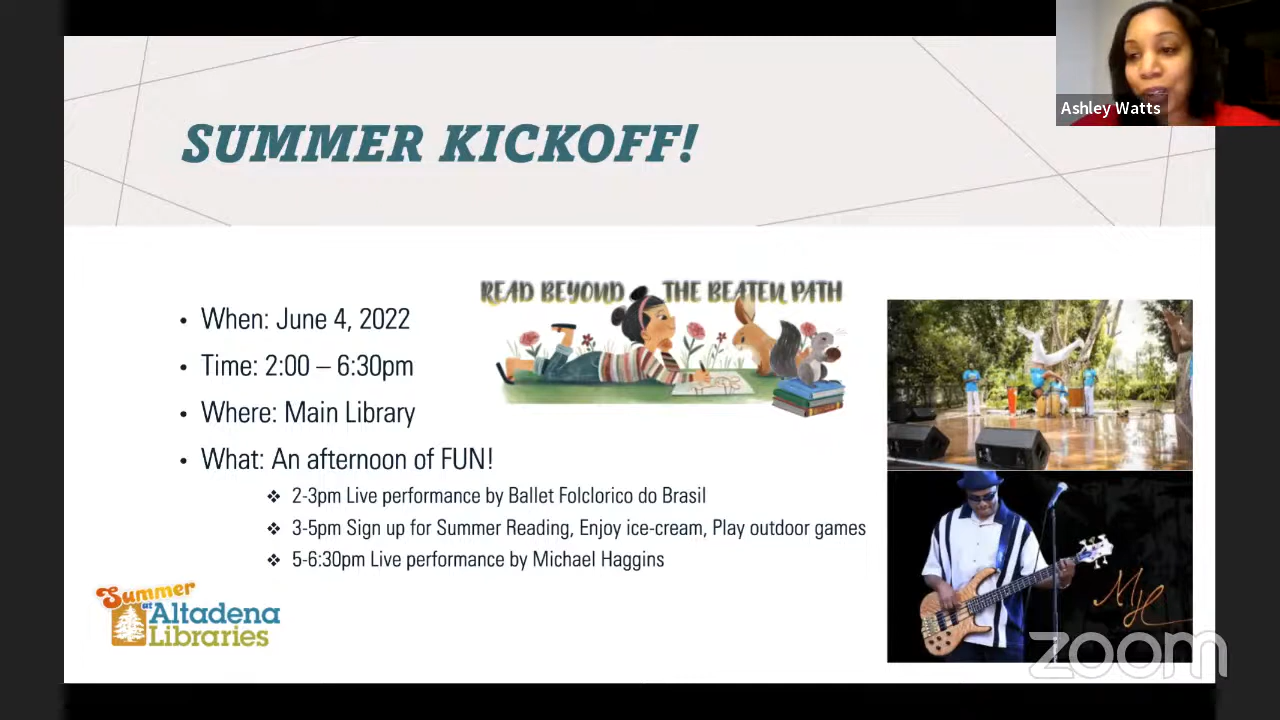 Ashley Watts
SUMMER KICKOFF!
READ BEYOND THE BEATEN PATH
• When: June 4, 2022
• Time: 2:00 – 6:30pm
• Where: Main Library
• What: An afternoon of FUN!
❖ 2-3pm Live performance by Ballet Folclorico do Brasil
❖ 3-5pm Sign up for Summer Reading, Enjoy ice-cream, Play outdoor games
❖ 5-6:30pm Live performance by Michael Haggins
Summer
at Altadena
Libraries
MH
zoom